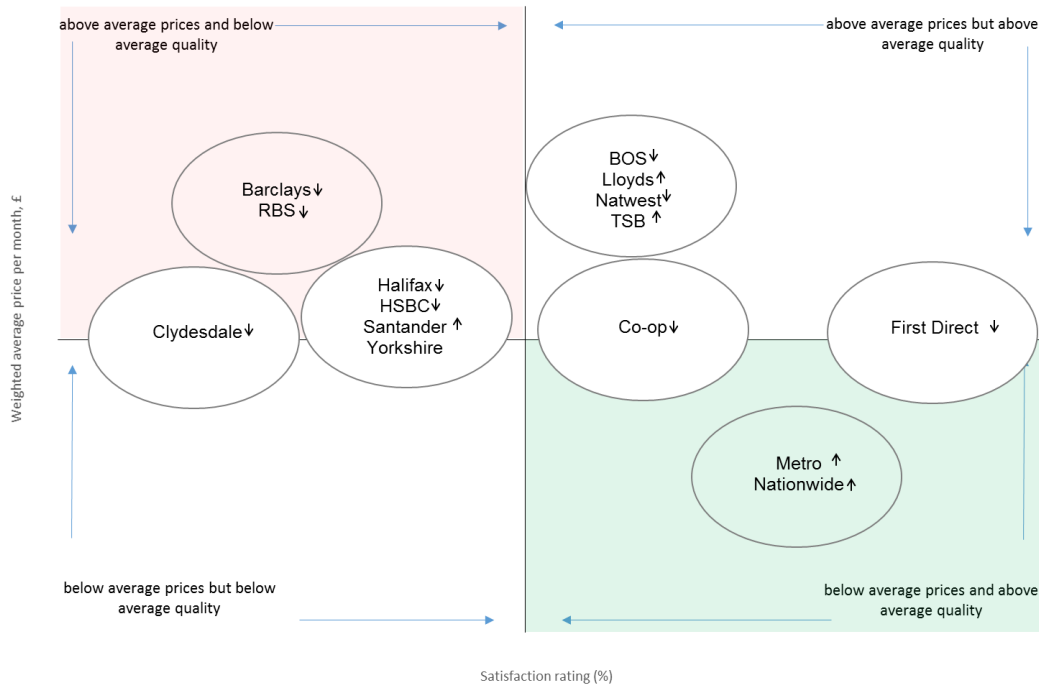 above average prices and below
average quality
above average prices but above
average quality
Barclays↓
RBS↓
BOS↓
Lloyds↑
Natwest↓
TSB ↑
Weighted average price per month, £
Clydesdale↓
Halifax↓
HSBC↓
Santander ↑
Yorkshire
Co-op↓
First Direct ↓
Metro ↑
Nationwide↑
below average prices but below
average quality
below average prices and above
average quality
Satisfaction rating (%)